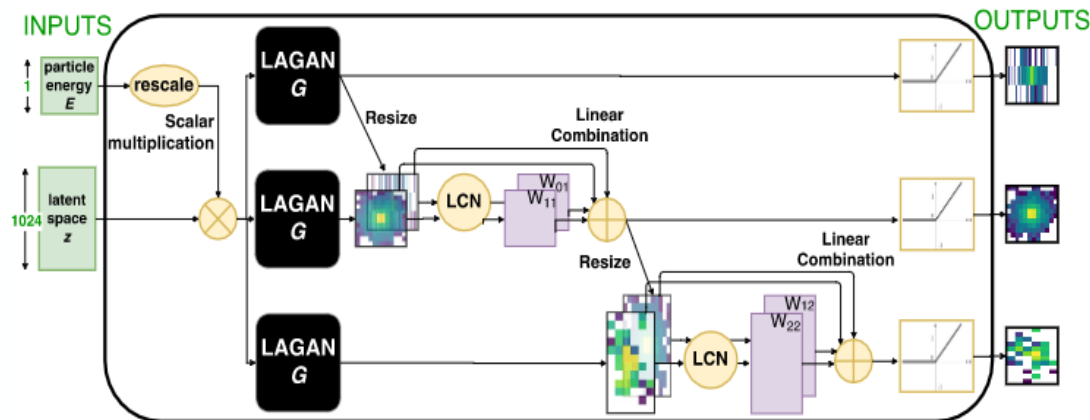 INPUTS
OUTPUTS
particle
energy
E
1
rescale
Scalar
multiplication
LAGAN
G
Resize
Linear
Combination
1024
latent
space
z
LAGAN
G
LCN
W01
W11
Resize
Linear
Combination
LAGAN
G
LCN
W12
W22